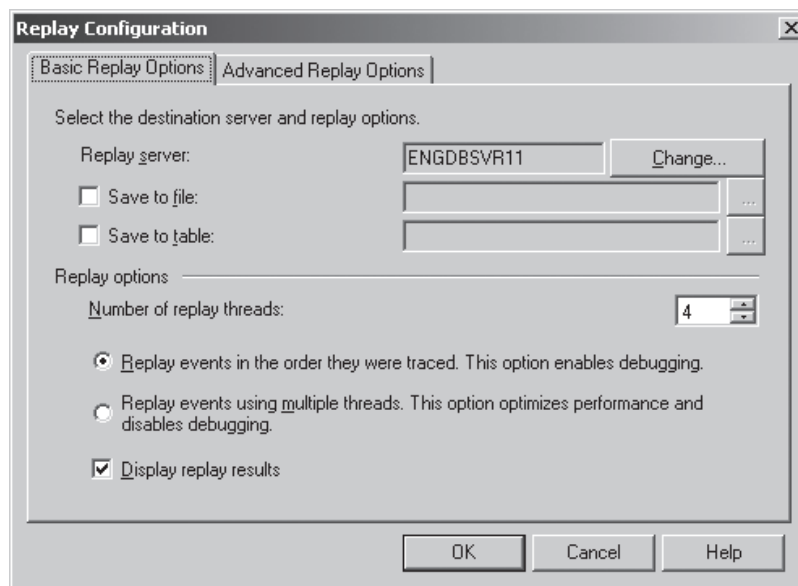 Replay Configuration
Basic Replay Options
Advanced Replay Options
Select the destination server and replay options.
Replay server:
ENGDBSVR11
Change...
Save to file:
...
Save to table:
...
Replay options
Number of replay threads:
4
Replay events in the order they were traced. This option enables debugging.
Replay events using multiple threads. This option optimizes performance and
disables debugging.
Display replay results
OK
Cancel
Help